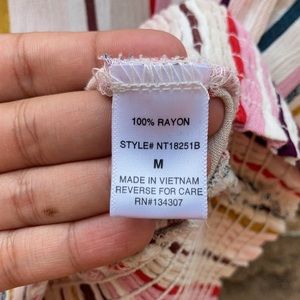 100% RAYON
STYLE# NT18251B
M
MADE IN VIETNAM
REVERSE FOR CARE
RN#134307